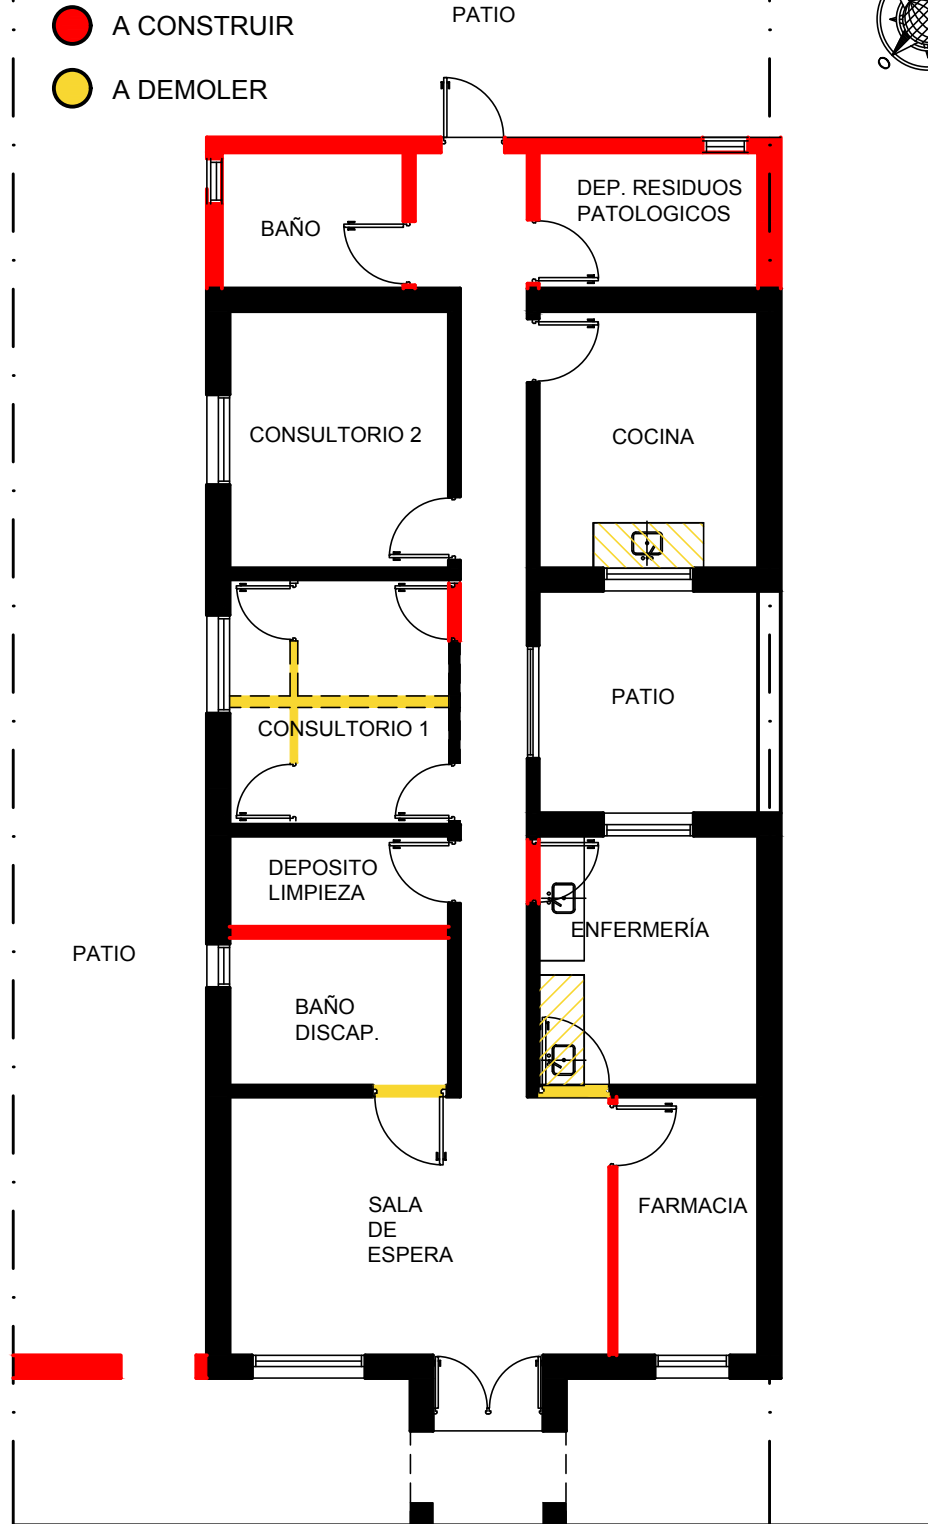 PATIO
A CONSTRUIR
A DEMOLER
O
BAÑO
DEP. RESIDUOS
PATOLOGICOS
CONSULTORIO 2
COCINA
PATIO
CONSULTORIO 1
DEPOSITO
LIMPIEZA
ENFERMERÍA
PATIO
BAÑO
DISCAP.
SALA
DE
ESPERA
FARMACIA